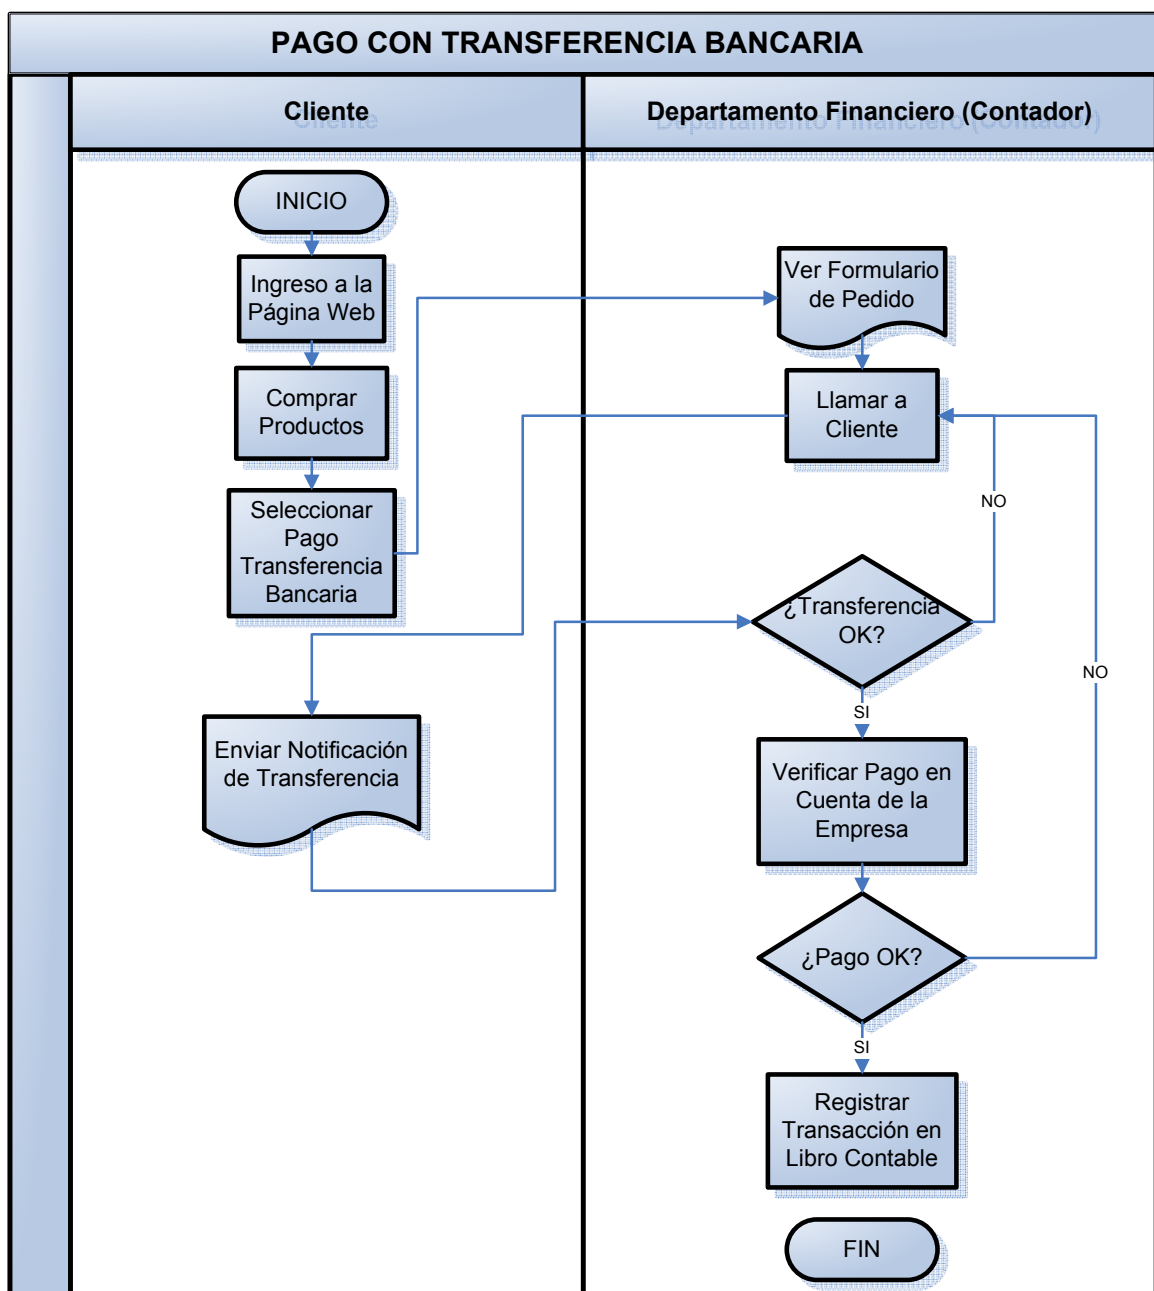 PAGO CON TRANSFERENCIA BANCARIA
Cliente
Departamento Financiero (Contador)
INICIO
Ingreso a la
Página Web
Comprar
Productos
Seleccionar
Pago
Transferencia
Bancaria
Ver Formulario
de Pedido
Llamar a
Cliente
NO
¿Transferencia
OK?
NO
SI
Enviar Notificación
de Transferencia
Verificar Pago en
Cuenta de la
Empresa
¿Pago OK?
SI
Registrar
Transacción en
Libro Contable
FIN